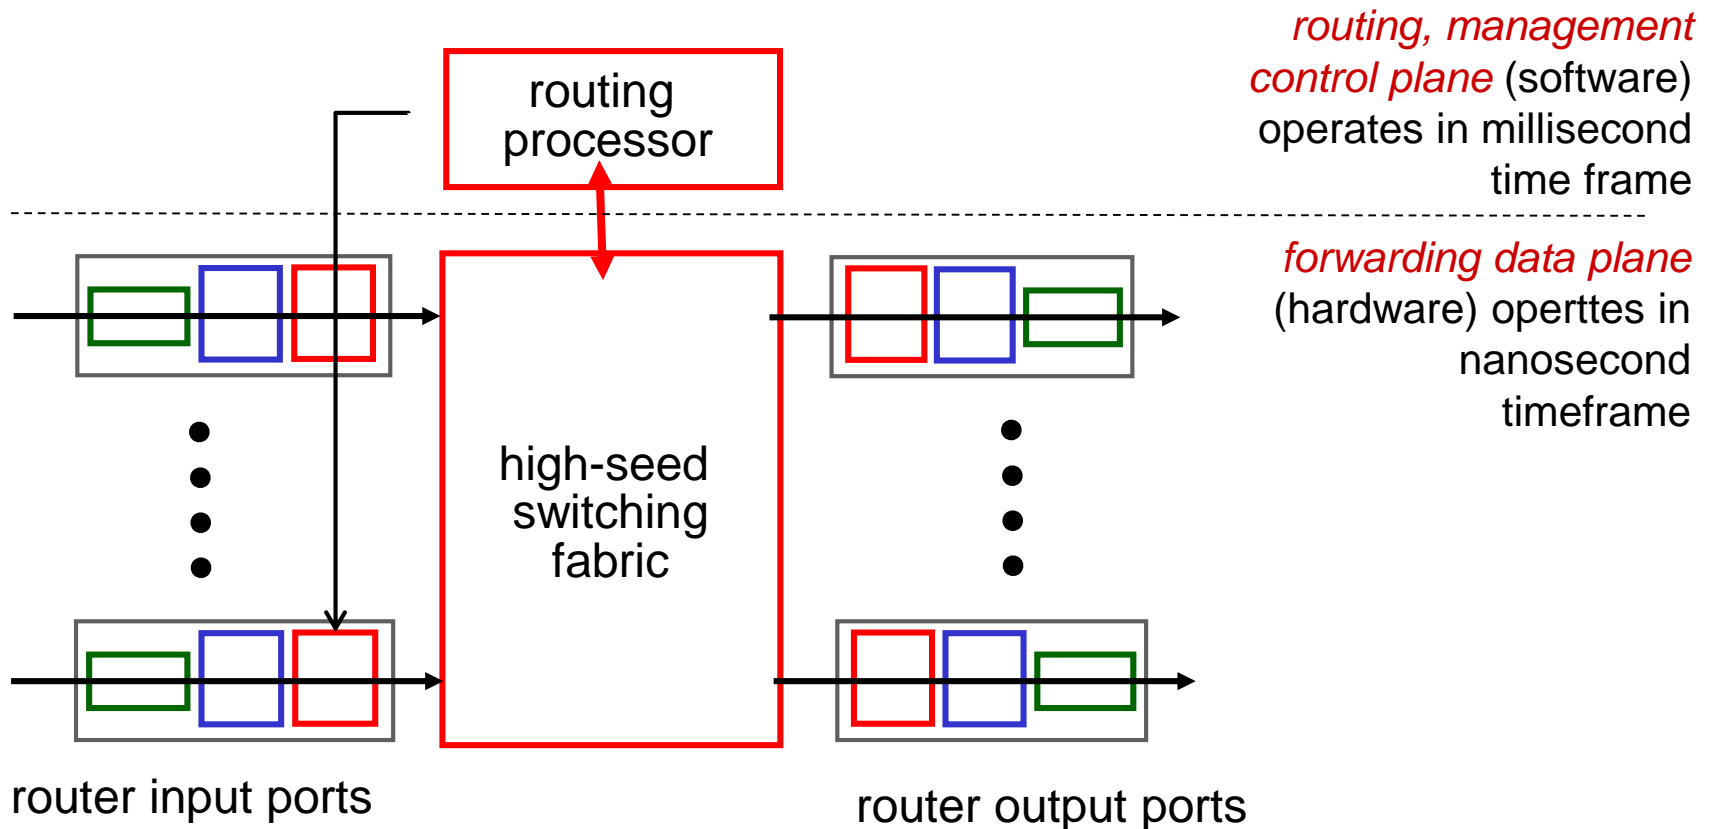 routing, management
control plane (software)
operates in millisecond
time frame
routing
processor
forwarding data plane
(hardware) operttes in
nanosecond
timeframe
high-seed
switching
fabric
router input ports
router output ports